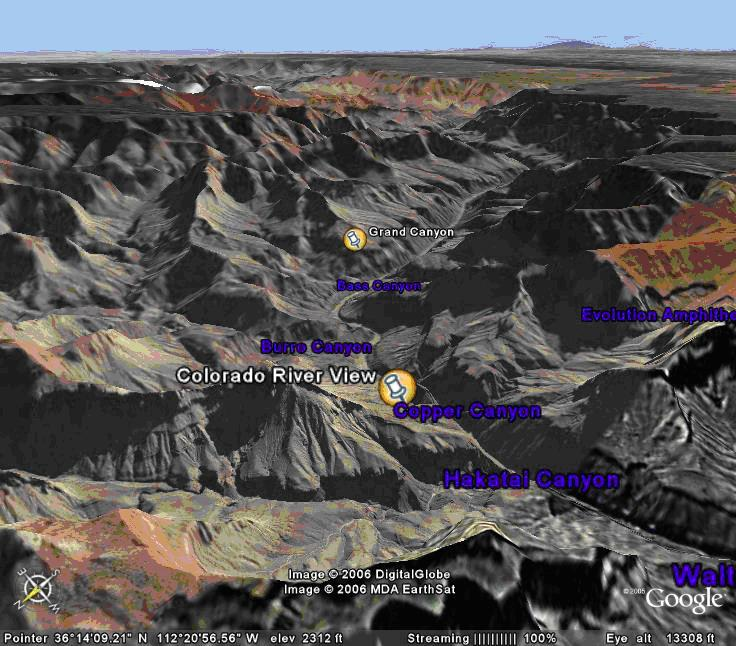 Grand Canyon
Bass Canyon
Evolution Amphithe
Burro Canyon
Colorado River View
Copper Canyon
Hakatai Canyon
Walt
Image © 2006 DigitalGlobe
Image © 2006 MDA EarthSat
E S
N W
Google
Pointer 36°14'09.21" N 112°20'56.56" W elev 2312 ft Streaming |||||||||| 100% Eye alt 13308 ft